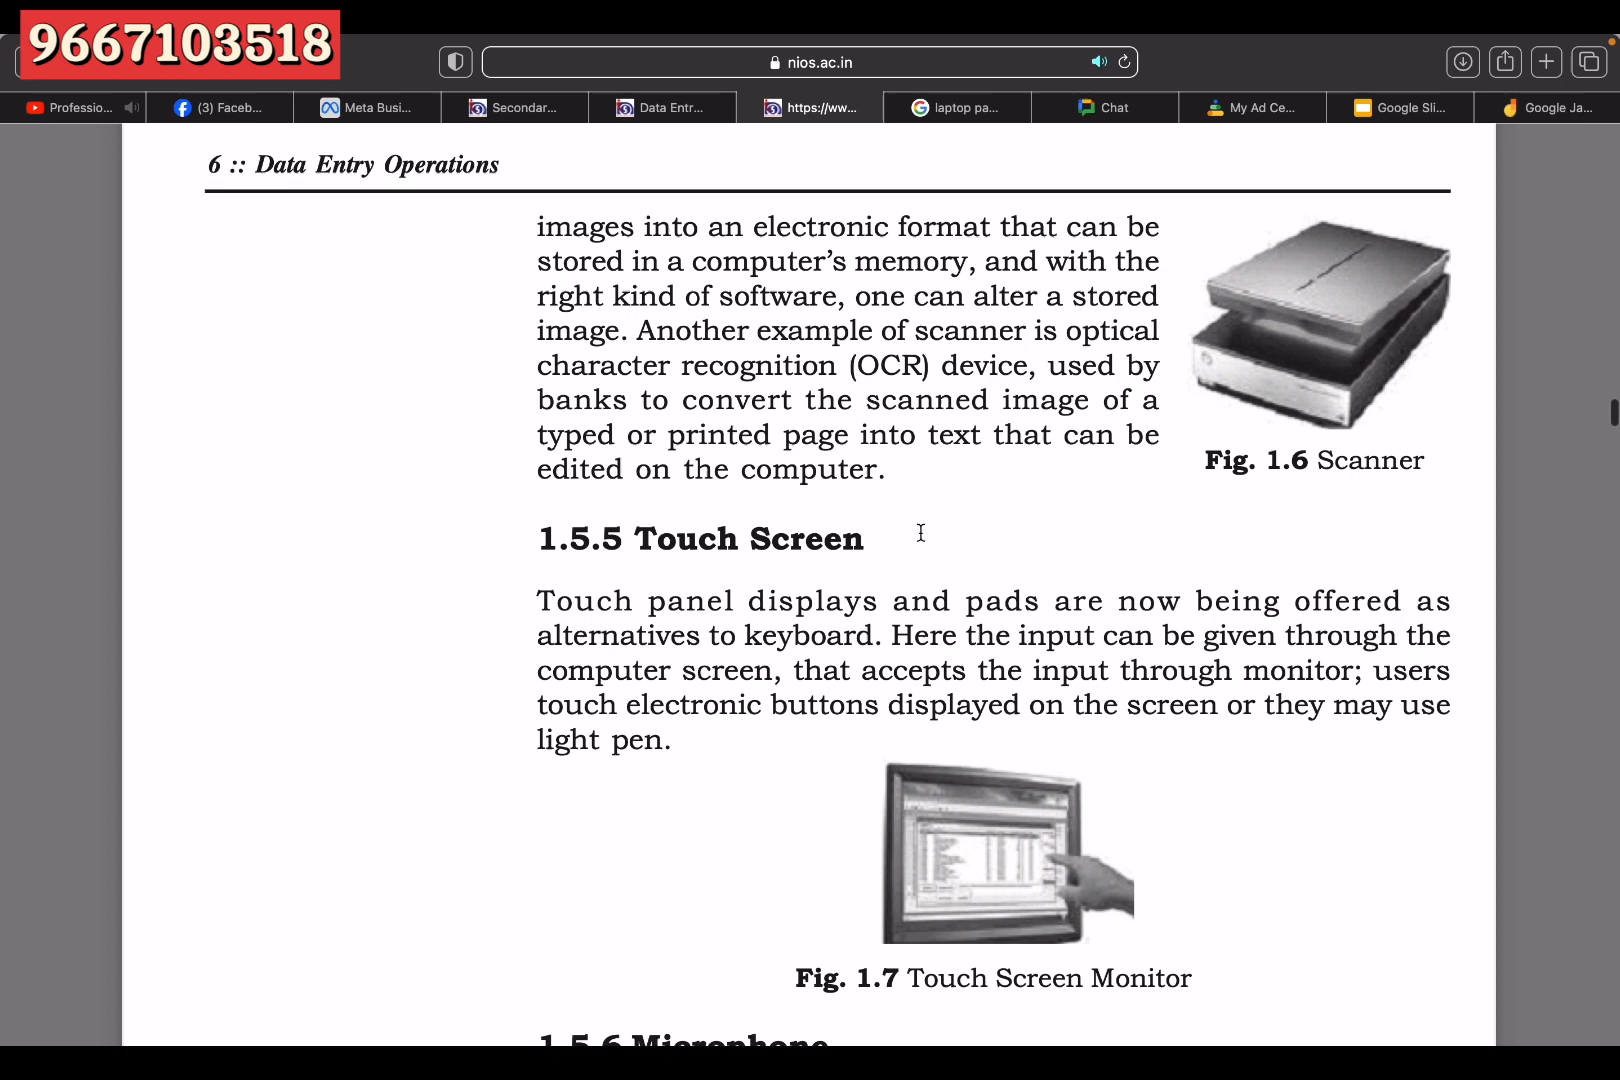 9667103518
nios.ac.in
Professio...
(3) Faceb...
Meta Busi...
Secondar...
Data Entr...
https://ww...
laptop pa...
Chat
My Ad Ce...
Google Sli...
Google Ja...
6 :: Data Entry Operations
images into an electronic format that can be
stored in a computer’s memory, and with the
right kind of software, one can alter a stored
image. Another example of scanner is optical
character recognition (OCR) device, used by
banks to convert the scanned image of a
typed or printed page into text that can be
edited on the computer.
Fig. 1.6 Scanner
1.5.5 Touch Screen
Touch panel displays and pads are now being offered as
alternatives to keyboard. Here the input can be given through the
computer screen, that accepts the input through monitor; users
touch electronic buttons displayed on the screen or they may use
light pen.
Fig. 1.7 Touch Screen Monitor
1.5.6 Microphone